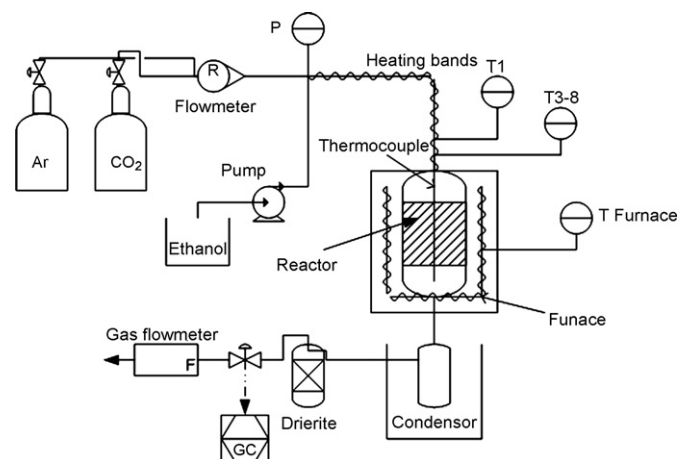 P
Heating bands
T1
R
Flowmeter
T3-8
Thermocouple
Ar
CO₂
Pump
Ethanol
T Furnace
Reactor
Funace
Gas flowmeter
F
Drierite
Condensor
GC